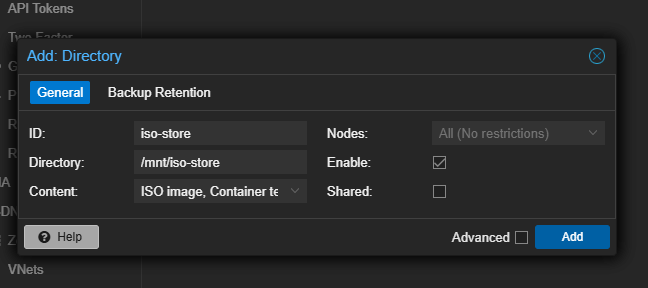 API Tokens
Two Factor
Add: Directory
General
Backup Retention
ID:
iso-store
Nodes:
All (No restrictions)
Directory:
/mnt/iso-store
Enable:
Content:
ISO image, Container te
Shared:
Help
Advanced
Add
VNets